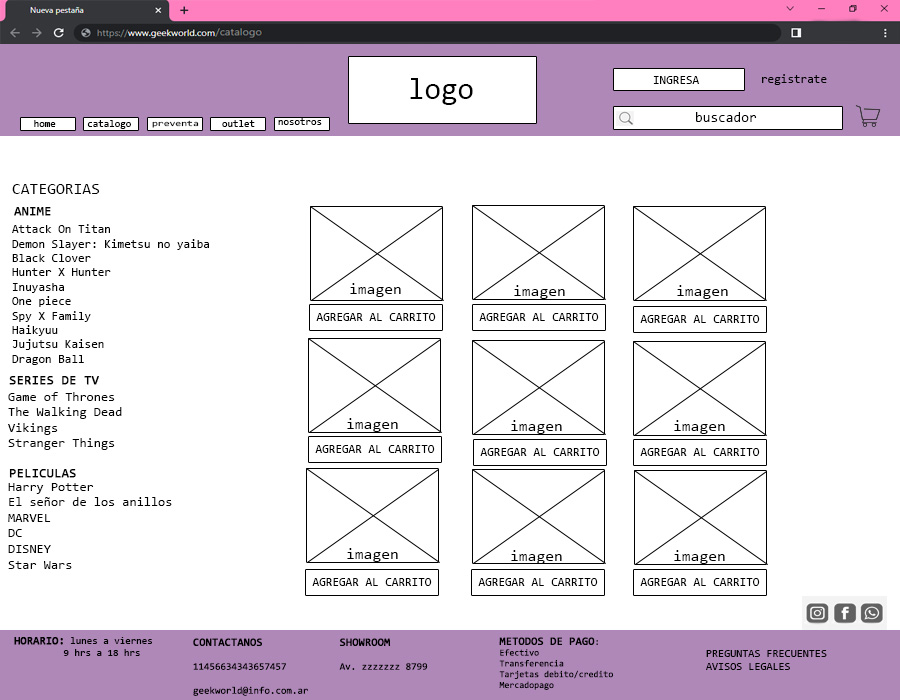 Nueva pestaña
https://www.geekworld.com/catalogo
logo
INGRESA
registrate
buscador
home
catalogo
preventa
outlet
nosotros
CATEGORIAS
ANIME
Attack On Titan
Demon Slayer: Kimetsu no yaiba
Black Clover
Hunter X Hunter
Inuyasha
One piece
Spy X Family
Haikyuu
Jujutsu Kaisen
Dragon Ball
SERIES DE TV
Game of Thrones
The Walking Dead
Vikings
Stranger Things
PELICULAS
Harry Potter
El señor de los anillos
MARVEL
DC
DISNEY
Star Wars
imagen
imagen
imagen
AGREGAR AL CARRITO
AGREGAR AL CARRITO
AGREGAR AL CARRITO
imagen
imagen
imagen
AGREGAR AL CARRITO
AGREGAR AL CARRITO
AGREGAR AL CARRITO
imagen
imagen
imagen
AGREGAR AL CARRITO
AGREGAR AL CARRITO
AGREGAR AL CARRITO
HORARIO: lunes a viernes
9 hrs a 18 hrs
CONTACTANOS
11456634343657457
geekworld@info.com.ar
SHOWROOM
Av. zzzzzzz 8799
METODOS DE PAGO:
Efectivo
Transferencia
Tarjetas debito/credito
Mercadopago
PREGUNTAS FRECUENTES
AVISOS LEGALES